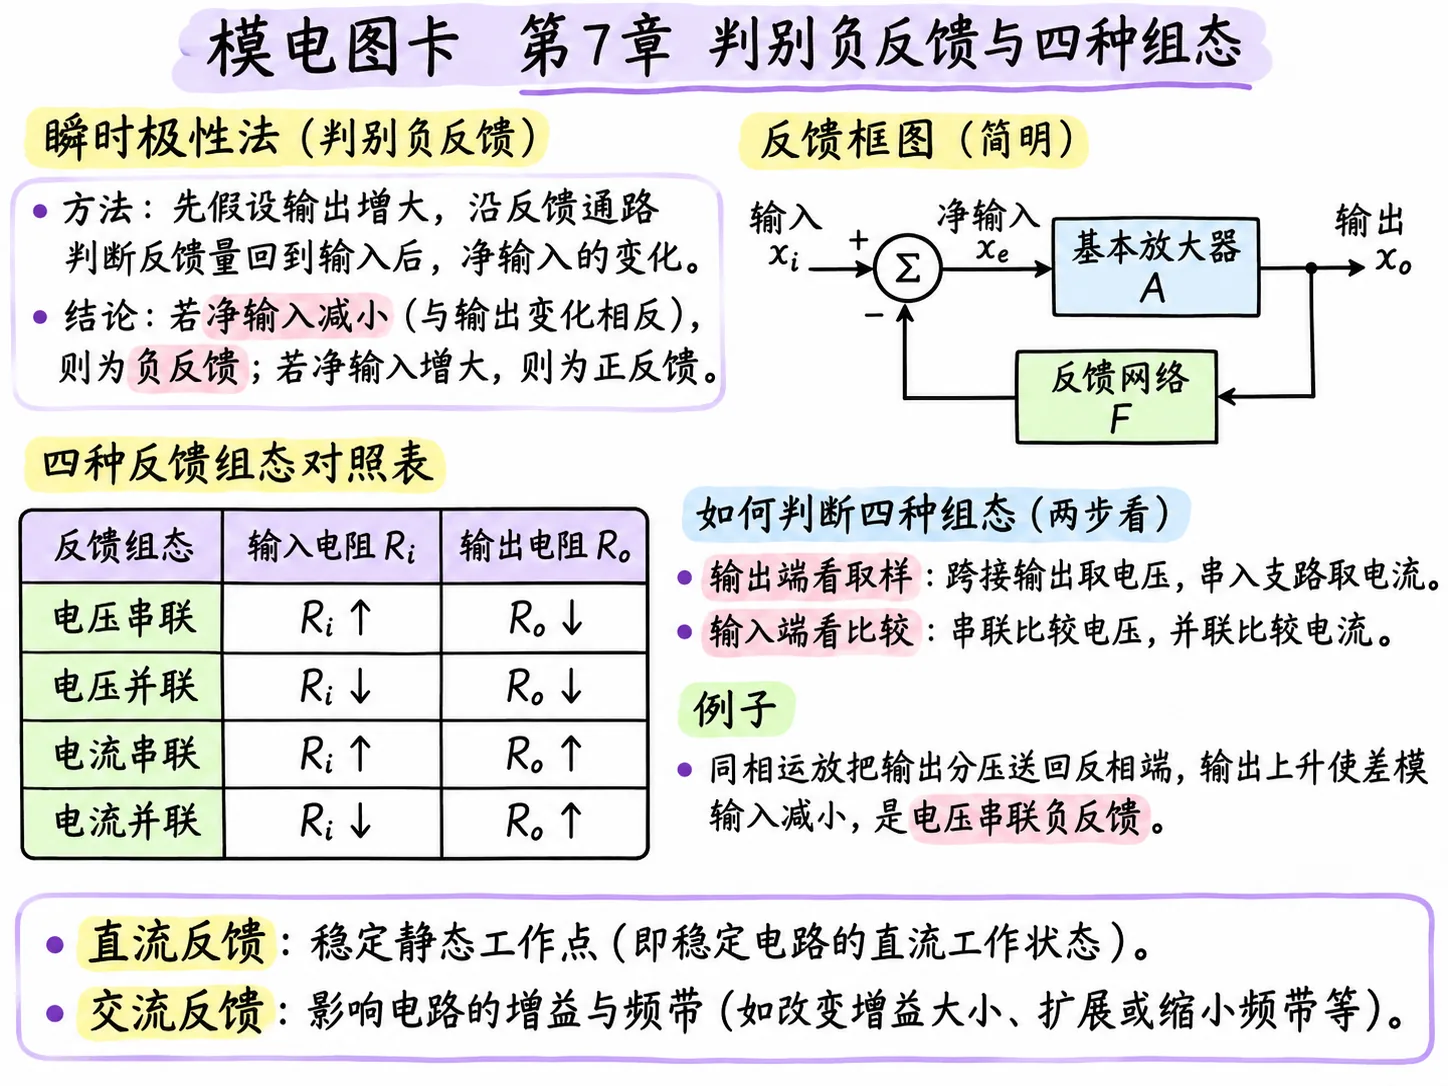 模电图卡 第7章 判别负反馈与四种组态
瞬时极性法（判别负反馈）
• 方法：先假设输出增大，沿反馈通路
判断反馈量回到输入后，净输入的变化。
• 结论：若净输入减小（与输出变化相反），
则为负反馈；若净输入增大，则为正反馈。
反馈框图（简明）
输入
xi
+
−
Σ
净输入
xe
基本放大器
A
输出
xo
反馈网络
F
四种反馈组态对照表
反馈组态 输入电阻 Ri 输出电阻 Ro
电压串联 Ri ↑ Ro ↓
电压并联 Ri ↓ Ro ↓
电流串联 Ri ↑ Ro ↑
电流并联 Ri ↓ Ro ↑
如何判断四种组态（两步看）
• 输出端看取样：跨接输出取电压，串入支路取电流。
• 输入端看比较：串联比较电压，并联比较电流。
例子
• 同相运放把输出分压送回反相端，输出上升使差模
输入减小，是电压串联负反馈。
• 直流反馈：稳定静态工作点（即稳定电路的直流工作状态）。
• 交流反馈：影响电路的增益与频带（如改变增益大小、扩展或缩小频带等）。